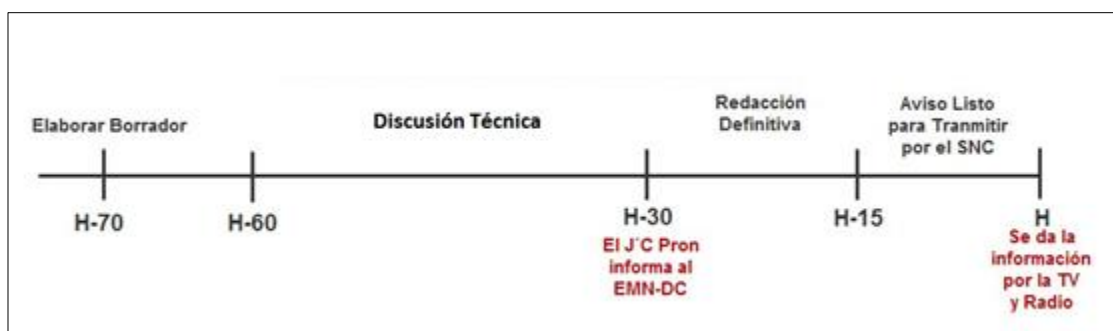 Elaborar Borrador
Discusión Técnica
Redacción
Definitiva
Aviso Listo
para Tranmitir
por el SNC
H-70
H-60
H-30
El J´C Pron
informa al
EMN-DC
H-15
H
Se da la
información
por la TV
y Radio